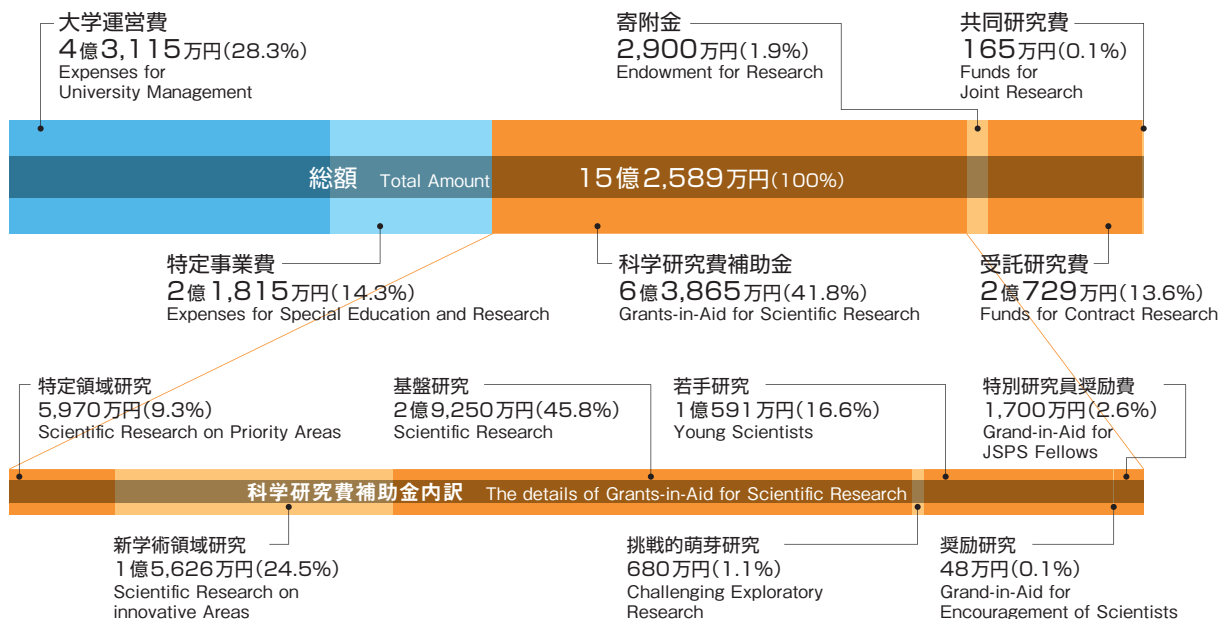 大学運営費
4億3,115万円(28.3%)
Expenses for
University Management
寄附金
2,900万円(1.9%)
Endowment for Research
共同研究費
165万円(0.1%)
Funds for
Joint Research
総額 Total Amount 15億2,589万円(100%)
特定事業費
2億1,815万円(14.3%)
Expenses for Special Education and Research
科学研究費補助金
6億3,865万円(41.8%)
Grants-in-Aid for Scientific Research
受託研究費
2億729万円(13.6%)
Funds for Contract Research
特定領域研究
5,970万円(9.3%)
Scientific Research on Priority Areas
基盤研究
2億9,250万円(45.8%)
Scientific Research
若手研究
1億591万円(16.6%)
Young Scientists
特別研究員奨励費
1,700万円(2.6%)
Grand-in-Aid for
JSPS Fellows
科学研究費補助金内訳 The details of Grants-in-Aid for Scientific Research
新学術領域研究
1億5,626万円(24.5%)
Scientific Research on
innovative Areas
挑戦的萌芽研究
680万円(1.1%)
Challenging Exploratory
Research
奨励研究
48万円(0.1%)
Grand-in-Aid for
Encouragement of Scientists